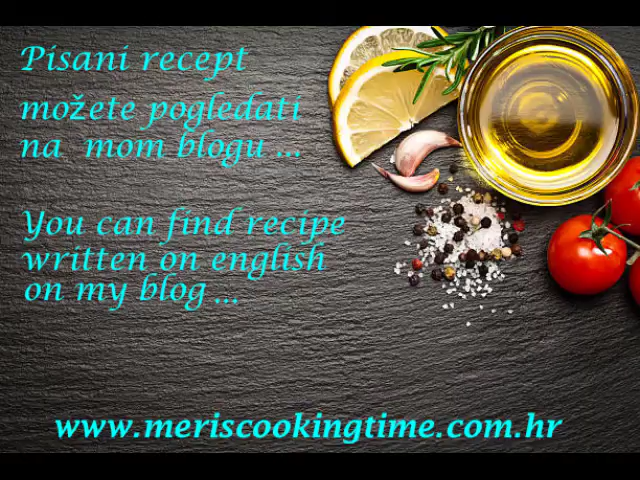 Pisani recept
možete pogledati
na mom blogu ...
You can find recipe
written on english
on my blog ...
www.meriscookingtime.com.hr